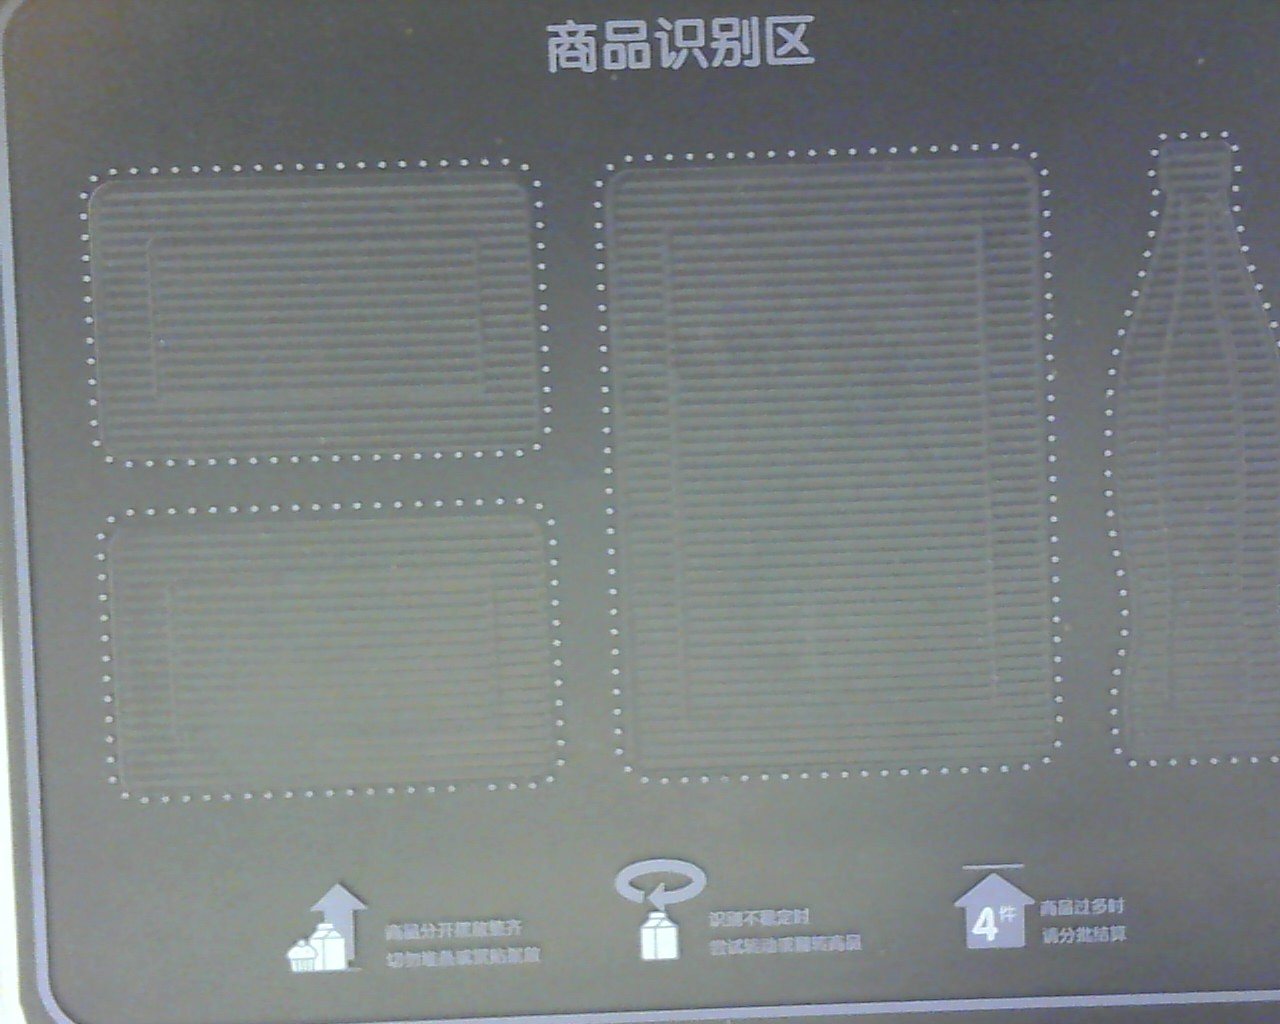 商品识别区
商品分开摆放整齐
切勿堆叠或紧贴摆放
识别不稳定时
尝试转动或翻转商品
4件
商品过多时
请分批结算